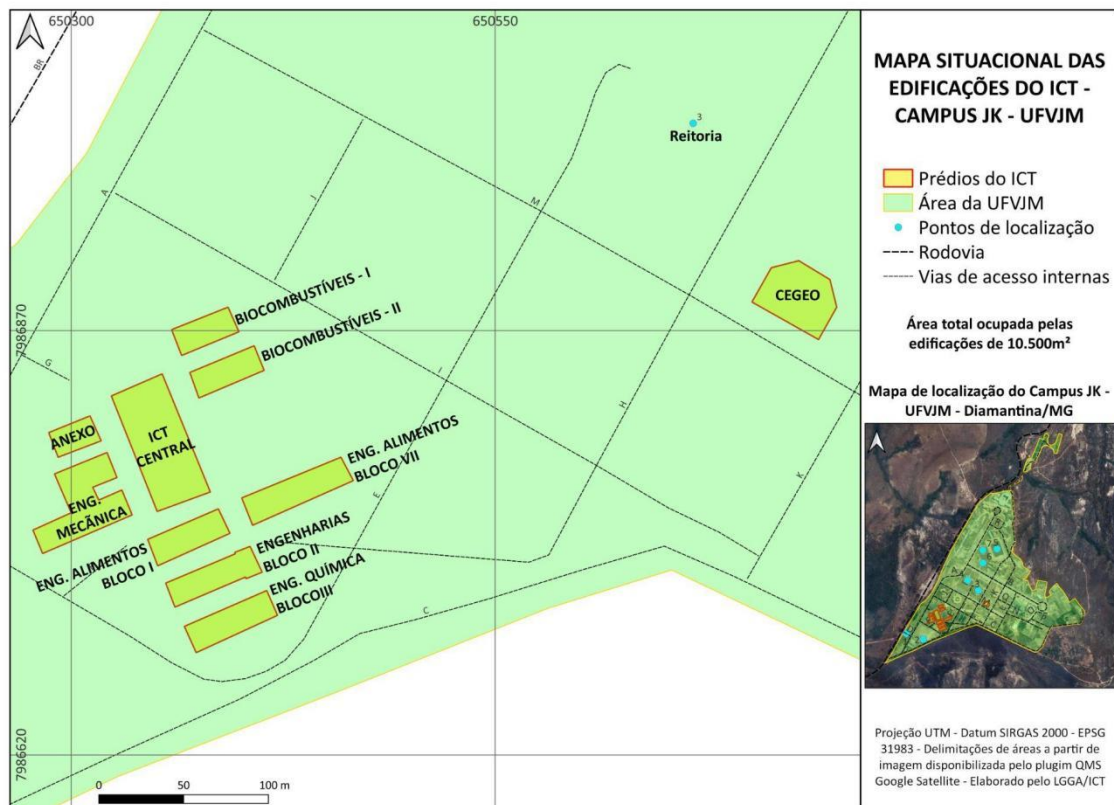 650300
650550
BR
A
J
M
3
Reitoria
CEGEO
BIOCOMBUSTÍVEIS - I
BIOCOMBUSTÍVEIS - II
7986870
G
I
H
K
ANEXO
ICT
CENTRAL
ENG. ALIMENTOS
BLOCO VII
ENG.
MECÃNICA
E
ENG. ALIMENTOS
BLOCO I
ENGENHARIAS
BLOCO II
ENG. QUÍMICA
BLOCOIII
C
7986620
0
50
100 m
MAPA SITUACIONAL DAS
EDIFICAÇÕES DO ICT -
CAMPUS JK - UFVJM
Prédios do ICT
Área da UFVJM
Pontos de localização
Rodovia
Vias de acesso internas
Área total ocupada pelas
edificações de 10.500m²
Mapa de localização do Campus JK -
UFVJM - Diamantina/MG
Projeção UTM - Datum SIRGAS 2000 - EPSG
31983 - Delimitações de áreas a partir de
imagem disponibilizada pelo plugim QMS
Google Satellite - Elaborado pelo LGGA/ICT